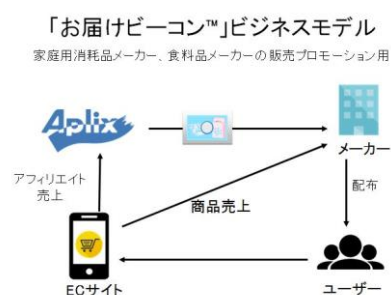 「お届けビーコン™」ビジネスモデル
家庭用消耗品メーカー、食料品メーカーの販売プロモーション用
Aplix
メーカー
アフィリエイト
売上
配布
商品売上
ECサイト
ユーザー